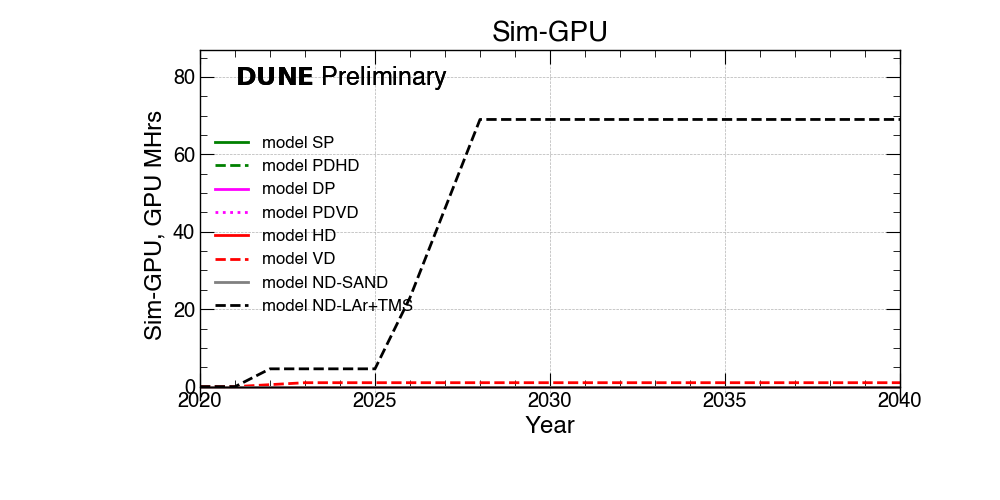 Sim-GPU
DUNE Preliminary
Sim-GPU, GPU MHrs
80
60
40
20
0
model SP
model PDHD
model DP
model PDVD
model HD
model VD
model ND-SAND
model ND-LAr+TMS
2020
2025
2030
2035
2040
Year